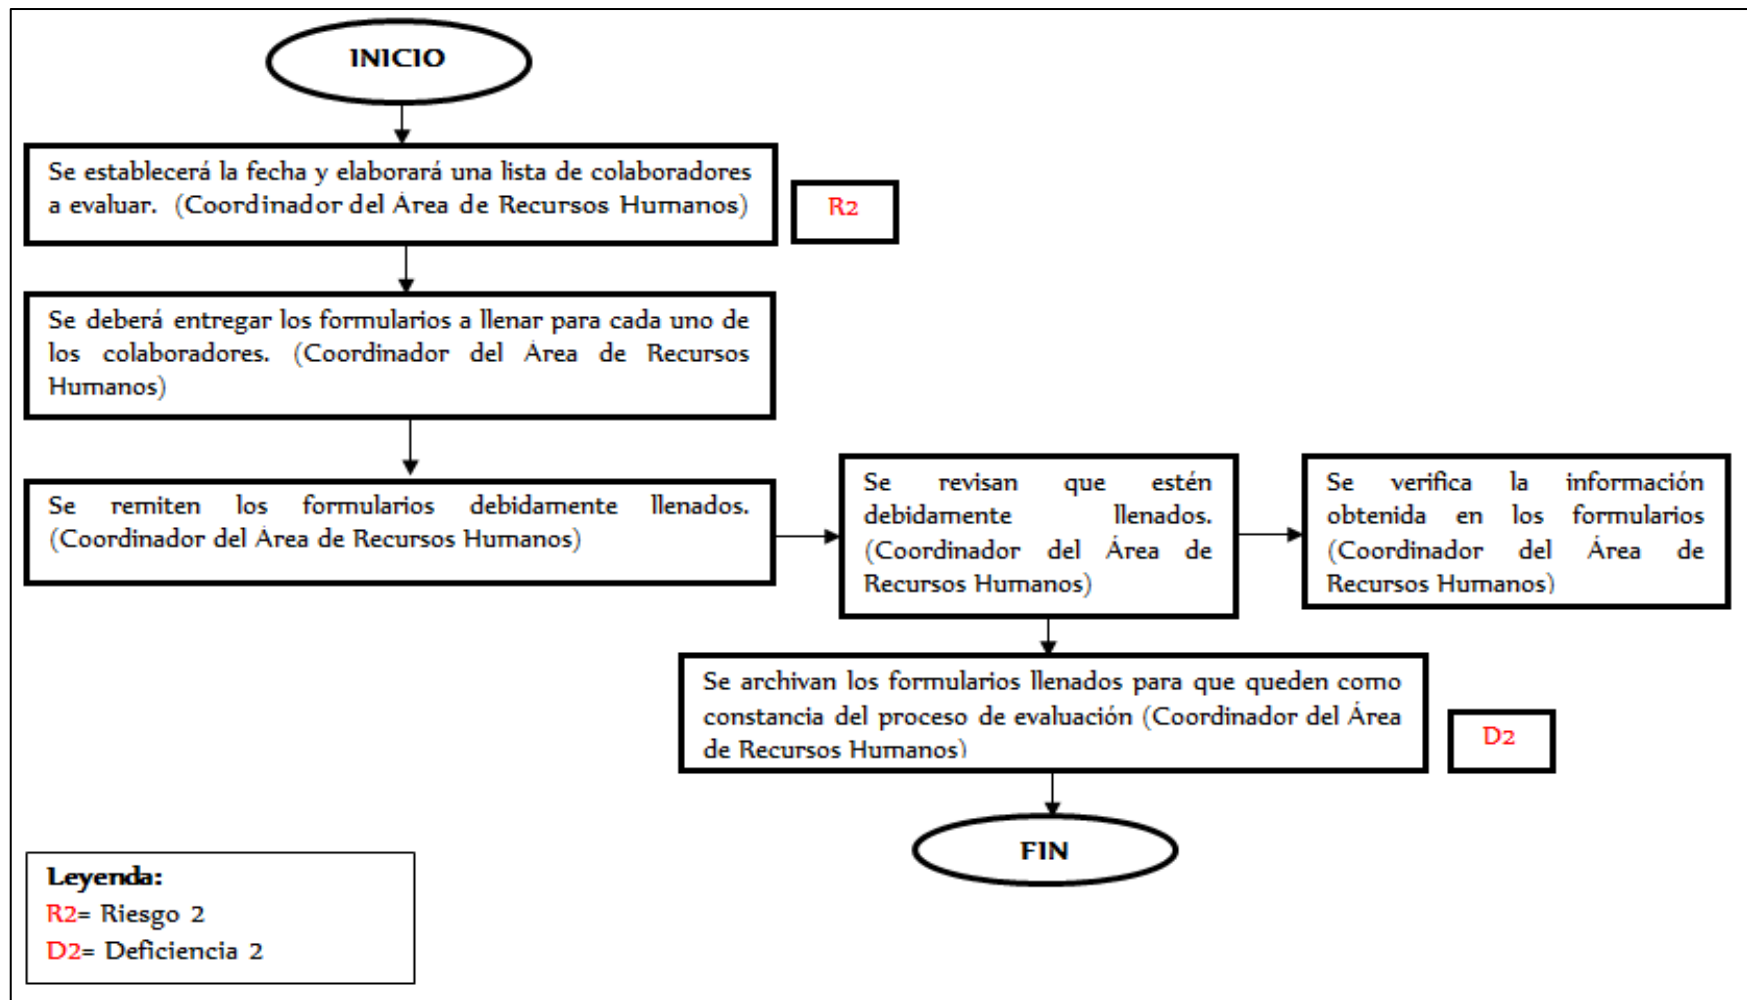 INICIO
Se establecerá la fecha y elaborará una lista de colaboradores
a evaluar. (Coordinador del Área de Recursos Humanos)
R2
Se deberá entregar los formularios a llenar para cada uno de
los colaboradores. (Coordinador del Área de Recursos
Humanos)
Se remiten los formularios debidamente llenados.
(Coordinador del Área de Recursos Humanos)
Se revisan que estén
debidamente llenados.
(Coordinador del Área de
Recursos Humanos)
Se verifica la información
obtenida en los formularios
(Coordinador del Área de
Recursos Humanos)
Se archivan los formularios llenados para que queden como
constancia del proceso de evaluación (Coordinador del Área
de Recursos Humanos)
D2
FIN
Leyenda:
R2= Riesgo 2
D2= Deficiencia 2